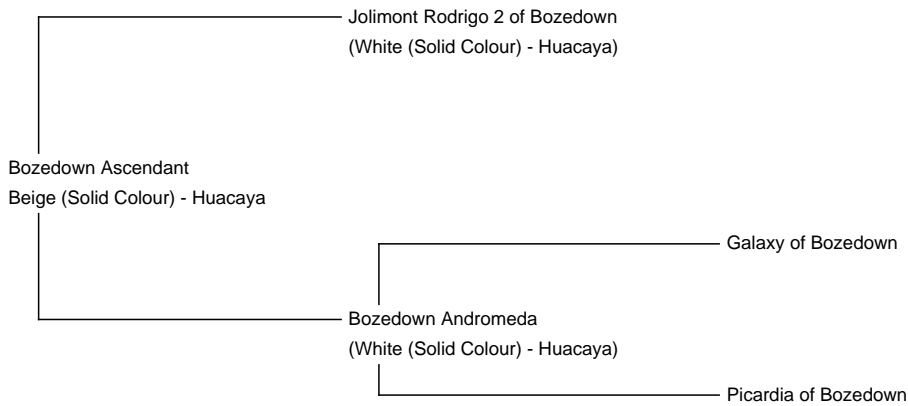 Jolimont Rodrigo 2 of Bozedown
(White (Solid Colour) - Huacaya)
Bozedown Ascendant
Beige (Solid Colour) - Huacaya
Galaxy of Bozedown
Bozedown Andromeda
(White (Solid Colour) - Huacaya)
Picardia of Bozedown